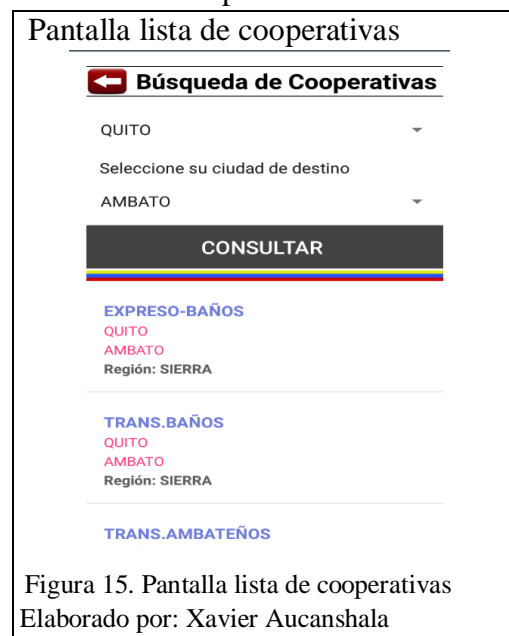 Pantalla lista de cooperativas
Búsqueda de Cooperativas
QUITO
Seleccione su ciudad de destino
AMBATO
CONSULTAR
EXPRESO-BAÑOS
QUITO
AMBATO
Región: SIERRA
TRANS.BAÑOS
QUITO
AMBATO
Región: SIERRA
TRANS.AMBATEÑOS
Figura 15. Pantalla lista de cooperativas
Elaborado por: Xavier Aucanshala